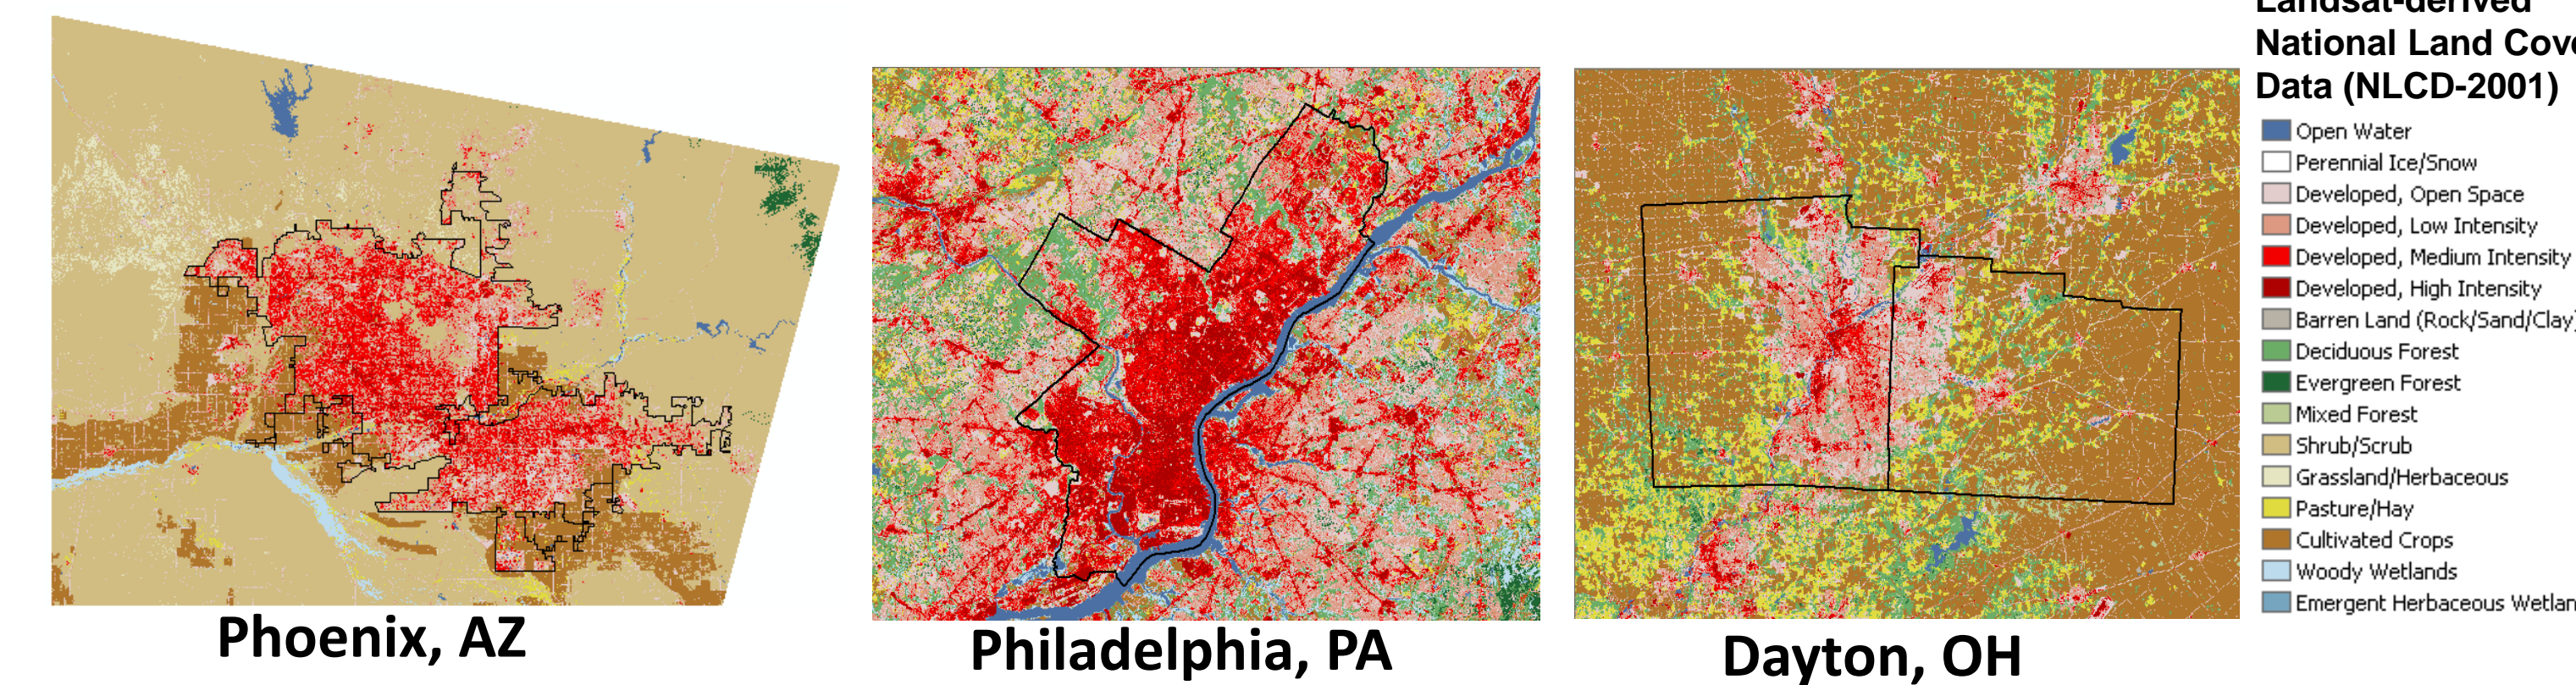 Landsat-derived
National Land Cove
Data (NLCD-2001)
Open Water
Perennial Ice/Snow
Developed, Open Space
Developed, Low Intensity
Developed, Medium Intensity
Developed, High Intensity
Barren Land (Rock/Sand/Clay)
Deciduous Forest
Evergreen Forest
Mixed Forest
Shrub/Scrub
Grassland/Herbaceous
Pasture/Hay
Cultivated Crops
Woody Wetlands
Emergent Herbaceous Wetlan
Phoenix, AZ
Philadelphia, PA
Dayton, OH